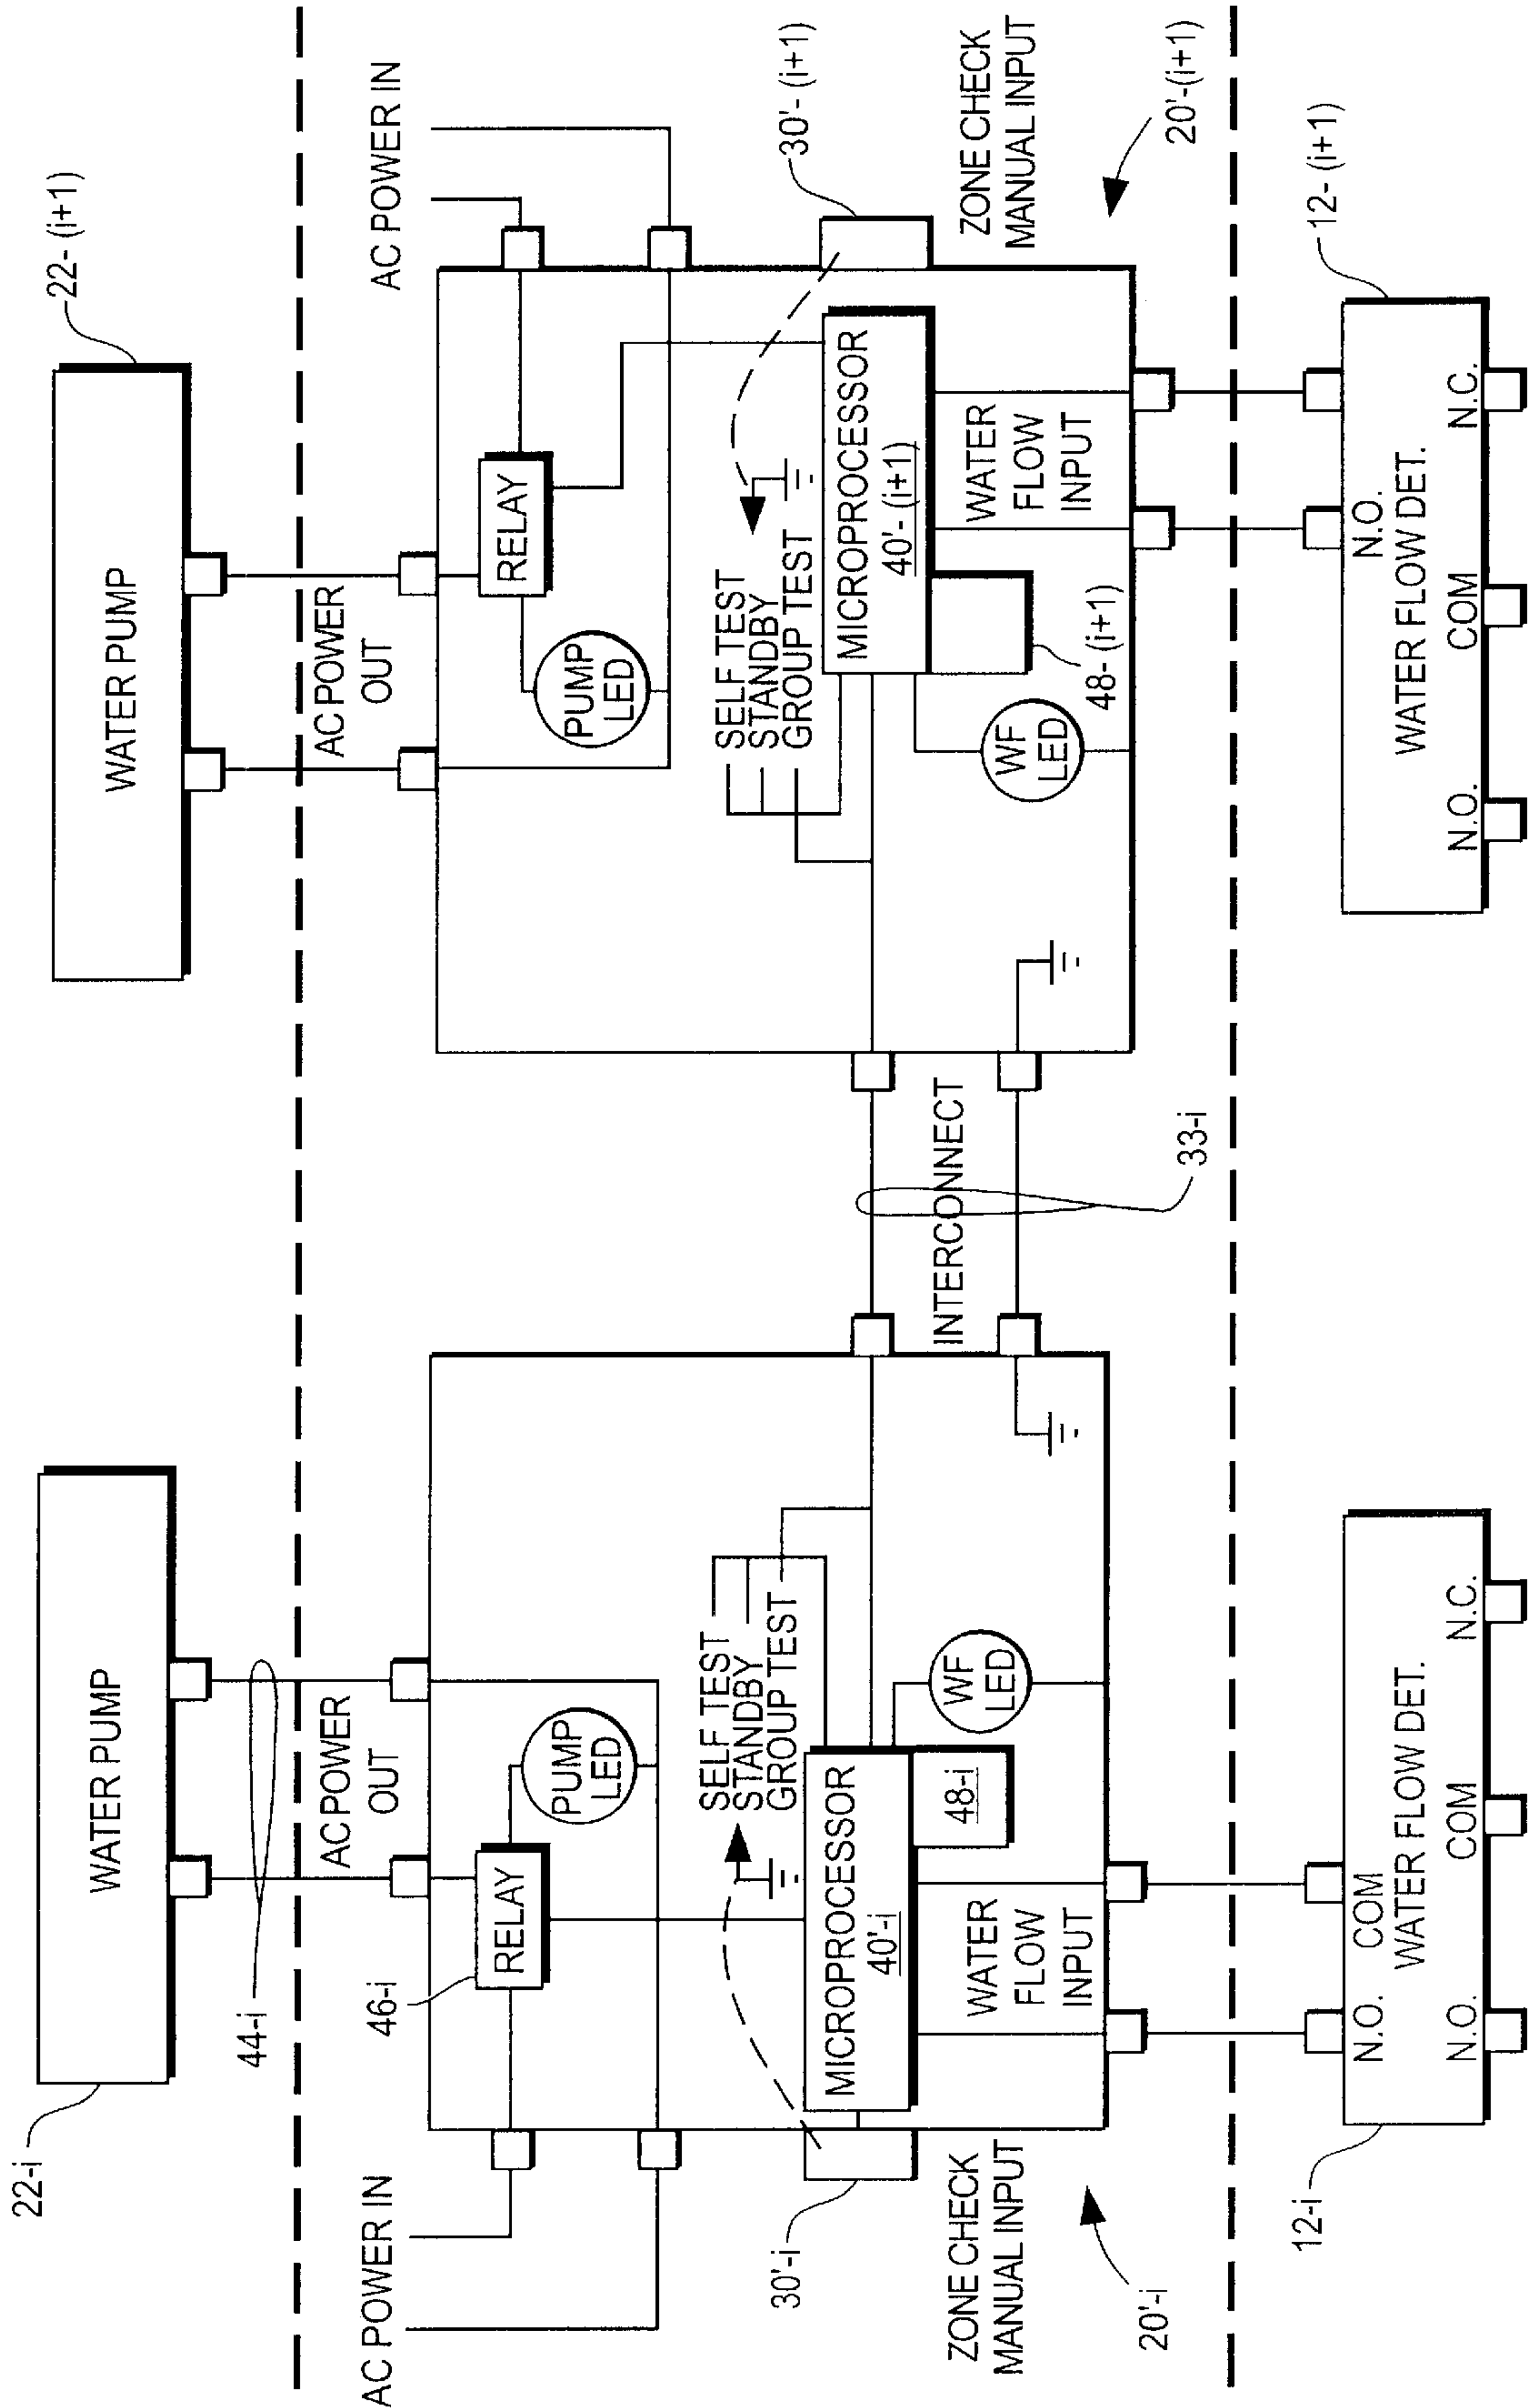 22-i
WATER PUMP
22- (i+1)
WATER PUMP
44-i
AC POWER
OUT
AC POWER
OUT
AC POWER IN
AC POWER IN
46-i
RELAY
PUMP
LED
PUMP
LED
RELAY
SELF TEST
STANDBY
GROUP TEST
SELF TEST
STANDBY
GROUP TEST
30'-i
30'- (i+1)
MICROPROCESSOR
40'-i
48-i
MICROPROCESSOR
40'- (i+1)
48- (i+1)
WF
LED
WF
LED
INTERCONNECT
33-i
ZONE CHECK
MANUAL INPUT
WATER
FLOW
INPUT
WATER
FLOW
INPUT
ZONE CHECK
MANUAL INPUT
20'-i
20'-(i+1)
12-i
N.O. COM
WATER FLOW DET.
N.O. COM N.C.
12- (i+1)
N.O.
WATER FLOW DET.
N.O. COM N.C.